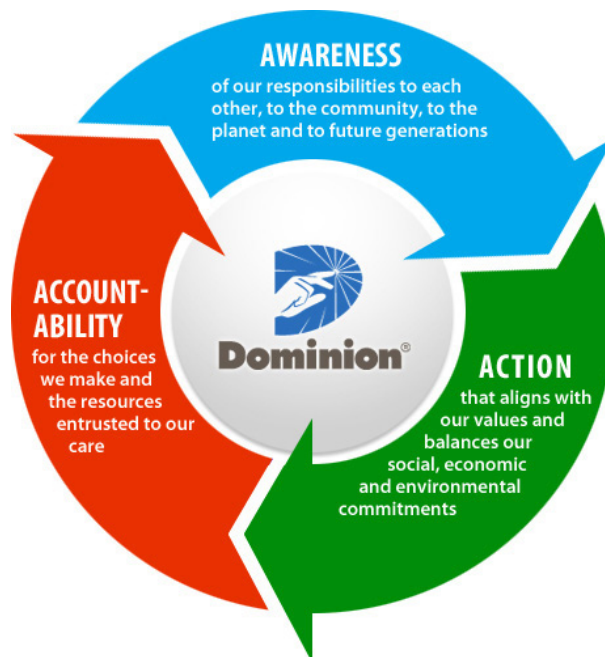 AWARENESS
of our responsibilities to each
other, to the community, to the
planet and to future generations
ACCOUNT-
ABILITY
for the choices
we make and
the resources
entrusted to our
care
Dominion®
ACTION
that aligns with
our values and
balances our
social, economic
and environmental
commitments